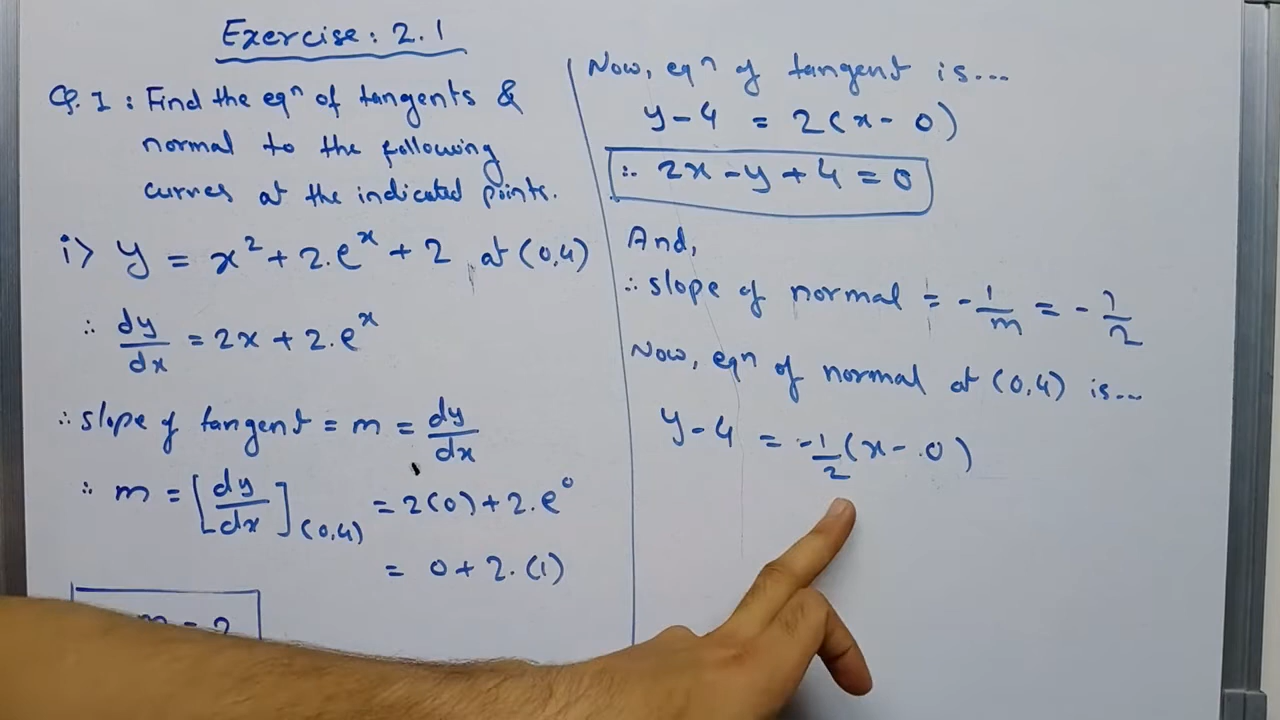 Exercise: 2.1
Q.1: Find the eqⁿ of tangents &
normal to the following
curves at the indicated points.
i> y = x² + 2.eˣ + 2 at (0,4)
∴ dy/dx = 2x + 2.eˣ
∴ slope of tangent = m = dy/dx
∴ m = [dy/dx](0,4) = 2(0) + 2.e⁰
= 0 + 2.(1)
m = 2
Now, eqⁿ of tangent is...
y - 4 = 2(x - 0)
∴ 2x - y + 4 = 0
And,
∴ slope of normal = -1/m = -1/2
Now, eqⁿ of normal at (0,4) is...
y - 4 = -1/2(x - 0)